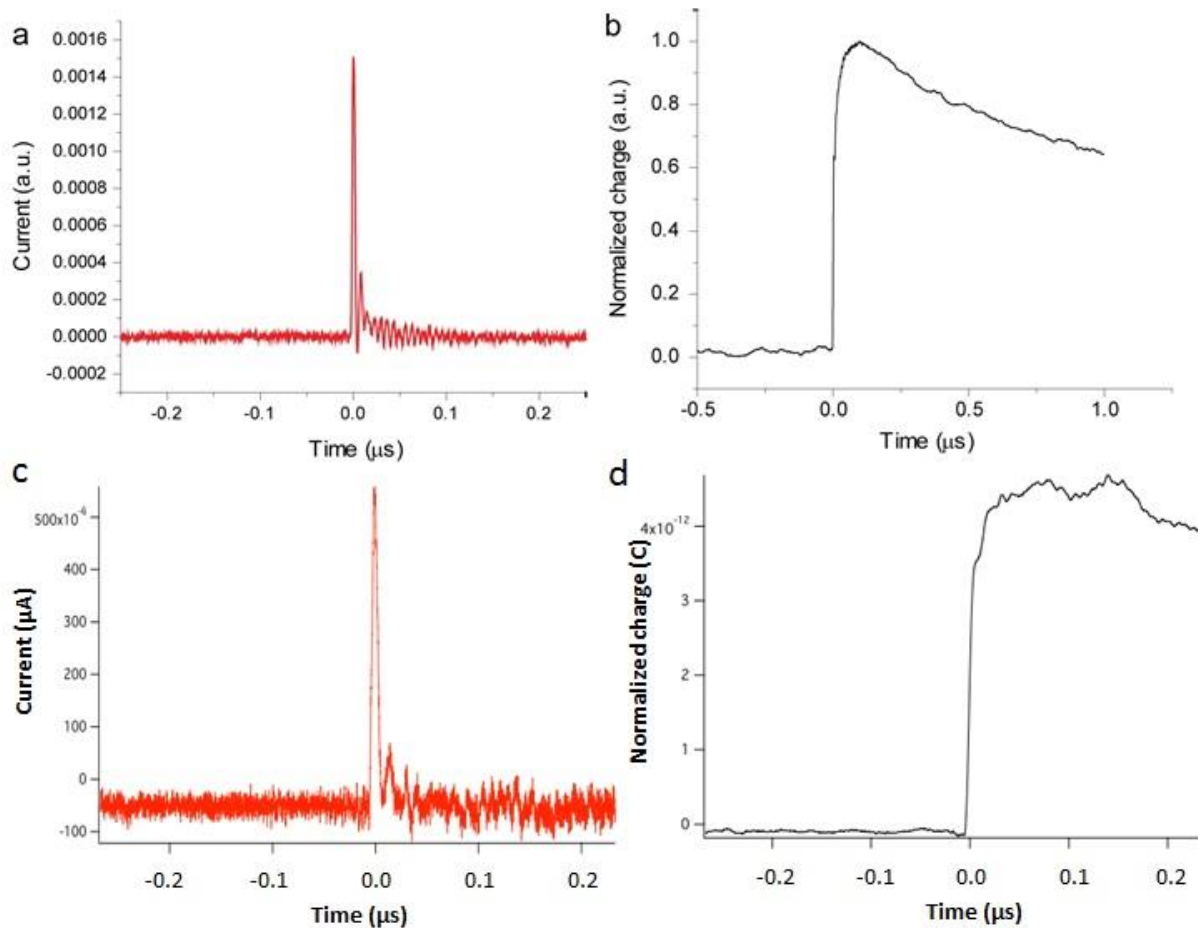 a
0.0016
0.0014
0.0012
0.0010
0.0008
0.0006
0.0004
0.0002
0.0000
-0.0002
Current (a.u.)
-0.2 -0.1 0.0 0.1 0.2
Time (μs)
b
1.0
0.8
0.6
0.4
0.2
0.0
Normalized charge (a.u.)
-0.5 0.0 0.5 1.0
Time (μs)
c
500x10⁻⁶
400
300
200
100
0
-100
Current (μA)
-0.2 -0.1 0.0 0.1 0.2
Time (μs)
d
4x10⁻¹²
3
2
1
0
Normalized charge (C)
-0.2 -0.1 0.0 0.1 0.2
Time (μs)